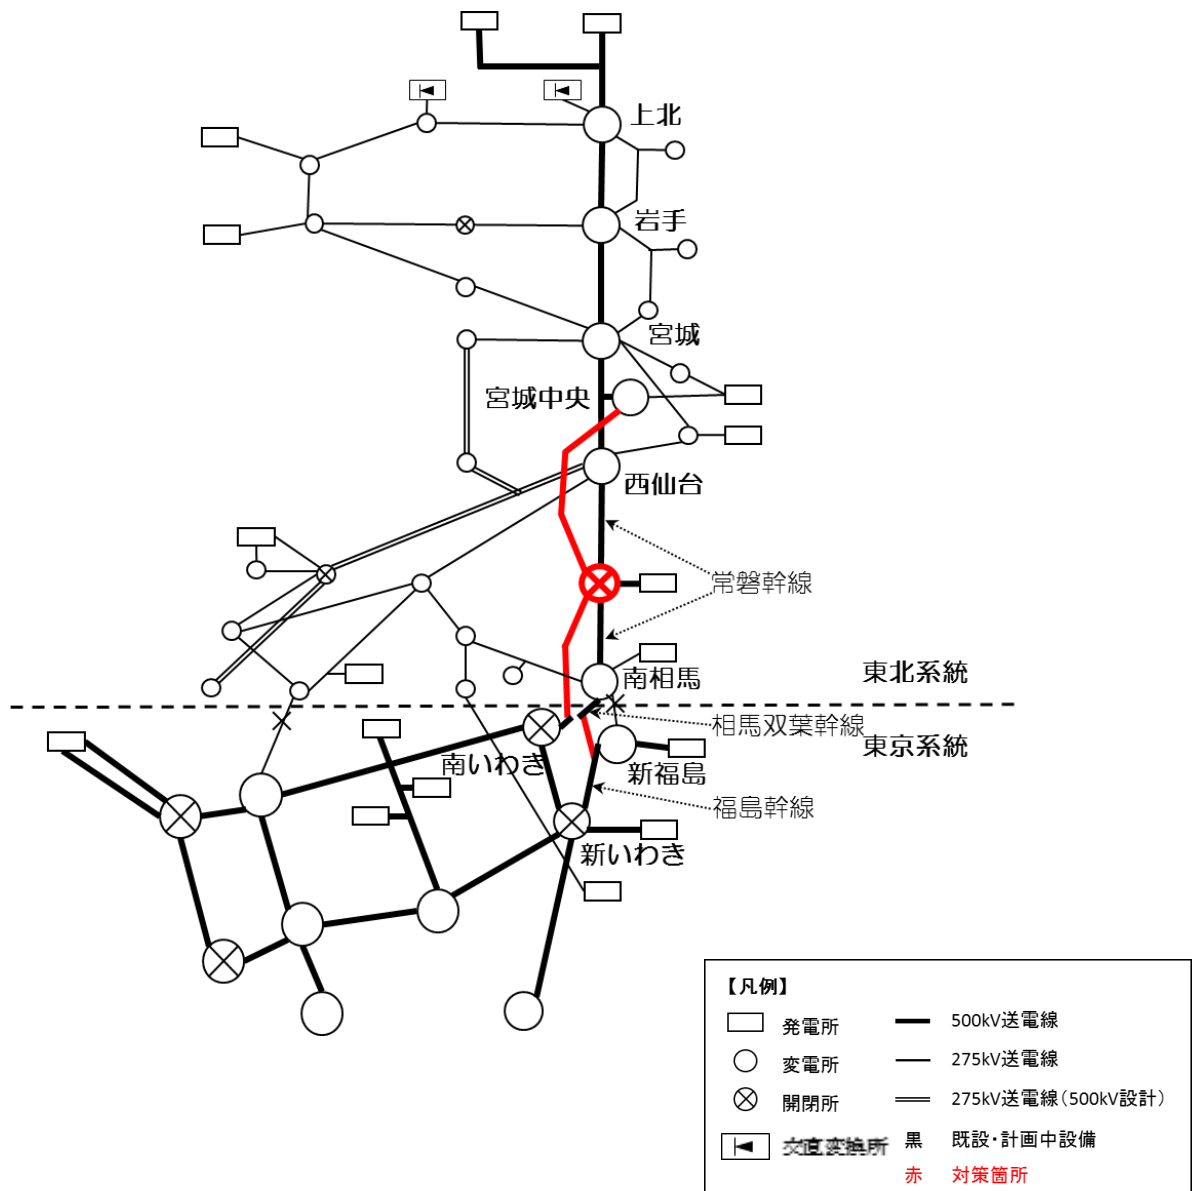 上北
岩手
宮城
宮城中央
西仙台
常磐幹線
南相馬
東北系統
相馬双葉幹線
東京系統
南いわき
新福島
福島幹線
新いわき
【凡例】
発電所
500kV送電線
変電所
275kV送電線
開閉所
275kV送電線(500kV設計)
交直変換所
黒 既設・計画中設備
赤 対策箇所